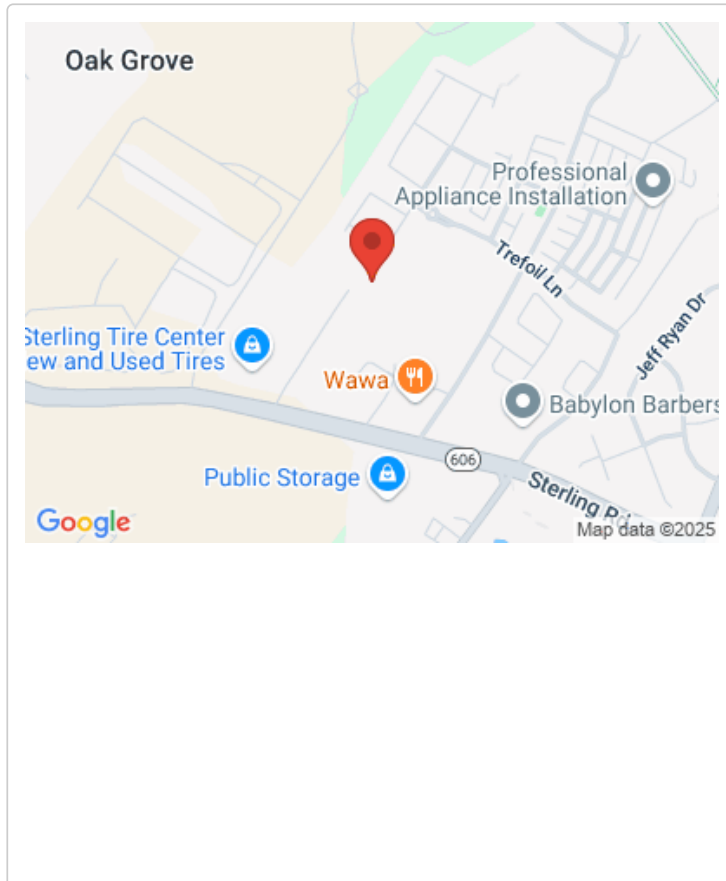 Oak Grove
Professional
Appliance Installation
Trefoil Ln
Jeff Ryan Dr
Sterling Tire Center
ew and Used Tires
Wawa
Babylon Barbers
606
Public Storage
Sterling Rd
Google
Map data ©2025